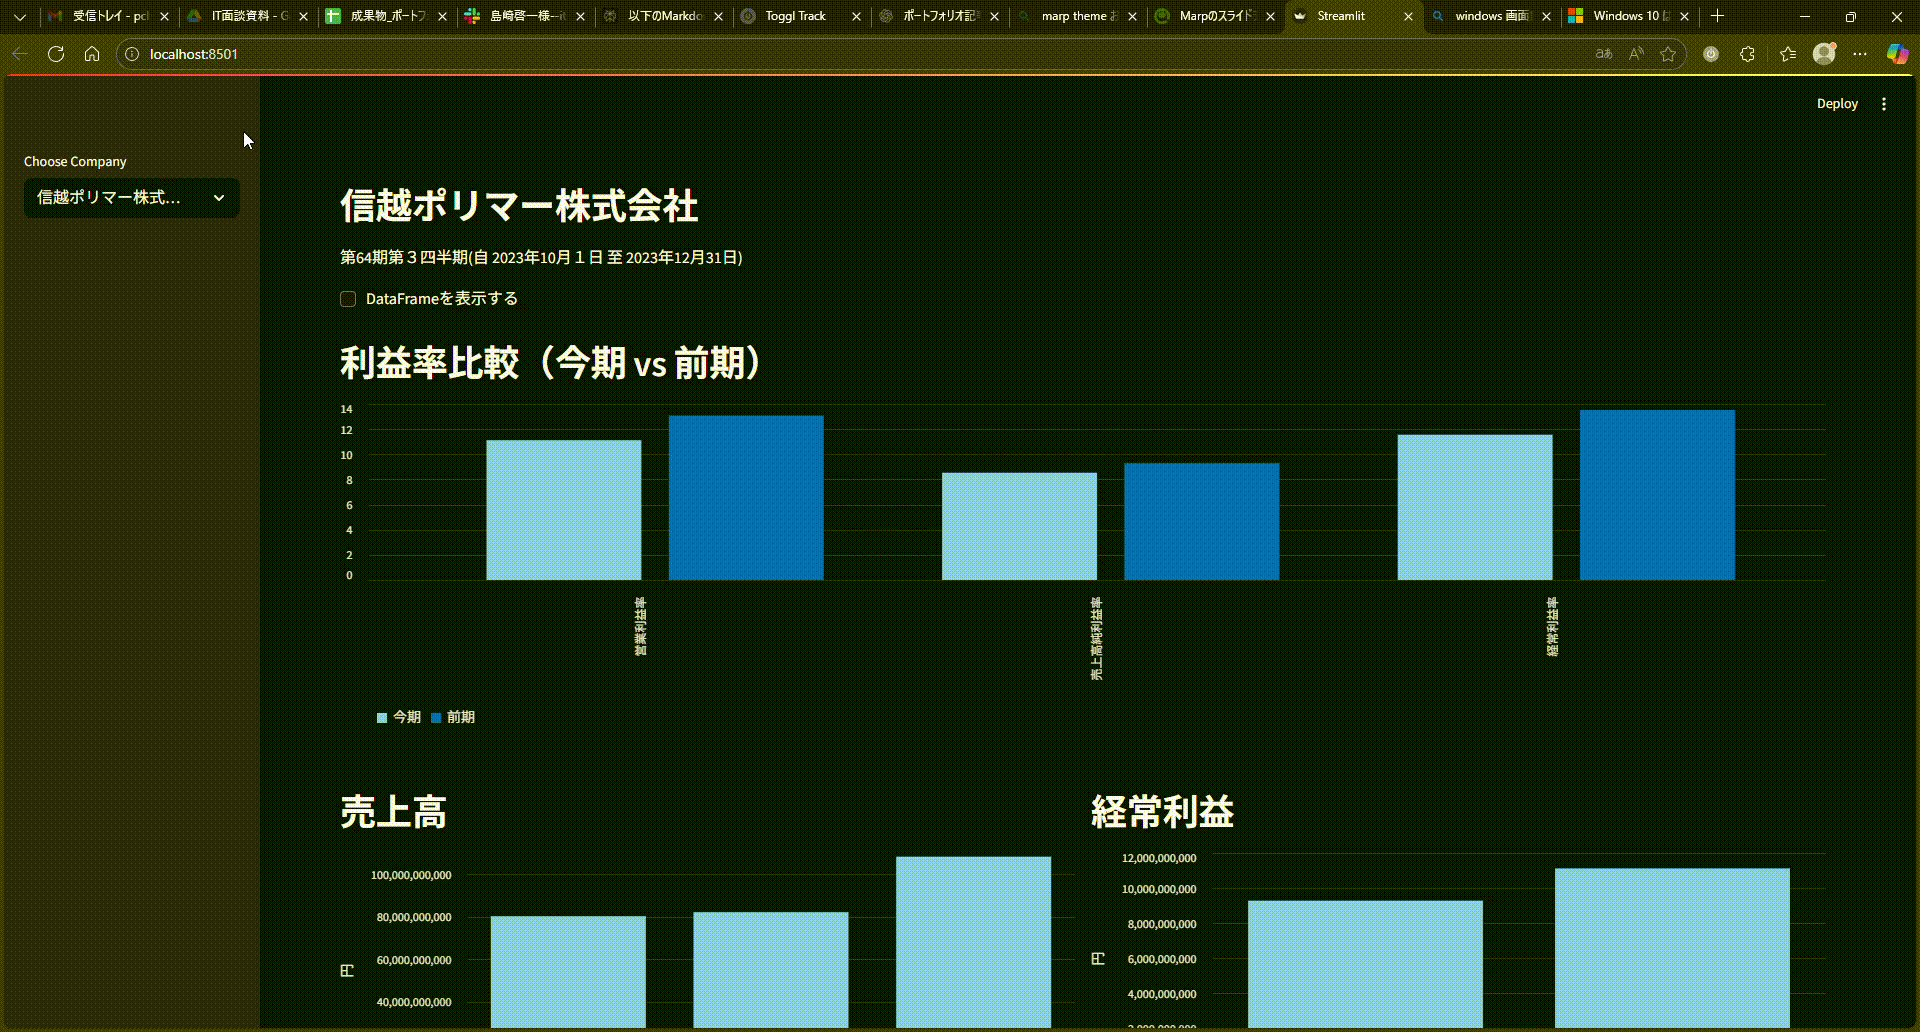 受信トレイ - pcl
IT面談資料 - G
成果物_ポートフ
島崎啓一様--it
以下のMarkdo
Toggl Track
ポートフォリオ記
marp theme お
Marpのスライド
Streamlit
windows 画面
Windows 10 に
localhost:8501
Deploy
Choose Company
信越ポリマー株式...
信越ポリマー株式会社
第64期第３四半期(自 2023年10月１日 至 2023年12月31日)
DataFrameを表示する
利益率比較（今期 vs 前期）
14
12
10
8
6
4
2
0
営業利益率
売上高純利益率
経常利益率
今期 前期
売上高
100,000,000,000
80,000,000,000
60,000,000,000
40,000,000,000
円
経常利益
12,000,000,000
10,000,000,000
8,000,000,000
6,000,000,000
4,000,000,000
2,000,000,000
円